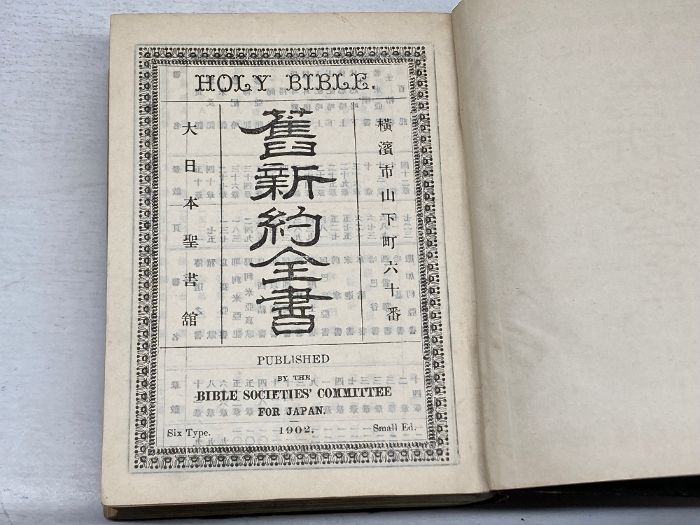 HOLY BIBLE.
橫濱市山下町六十番
舊新約全書
大日本聖書舘
PUBLISHED
BY THE
BIBLE SOCIETIES' COMMITTEE
FOR JAPAN.
Six Type.
1902.
Small Ed.